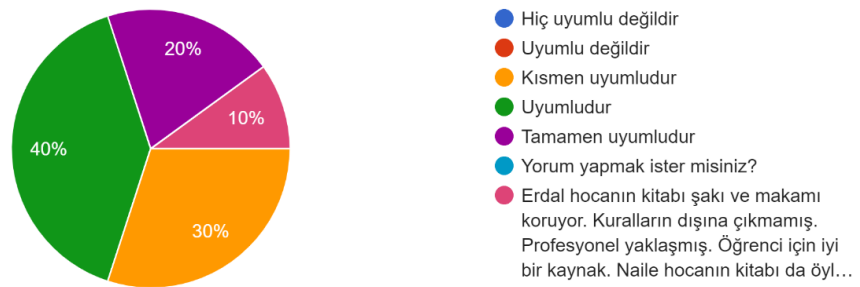 20%
10%
40%
30%
Hiç uyumlu değildir
Uyumlu değildir
Kısmen uyumludur
Uyumludur
Tamamen uyumludur
Yorum yapmak ister misiniz?
Erdal hocanın kitabı şakı ve makamı
koruyor. Kuralların dışına çıkmamış.
Profesyonel yaklaşmış. Öğrenci için iyi
bir kaynak. Naile hocanın kitabı da öyl…